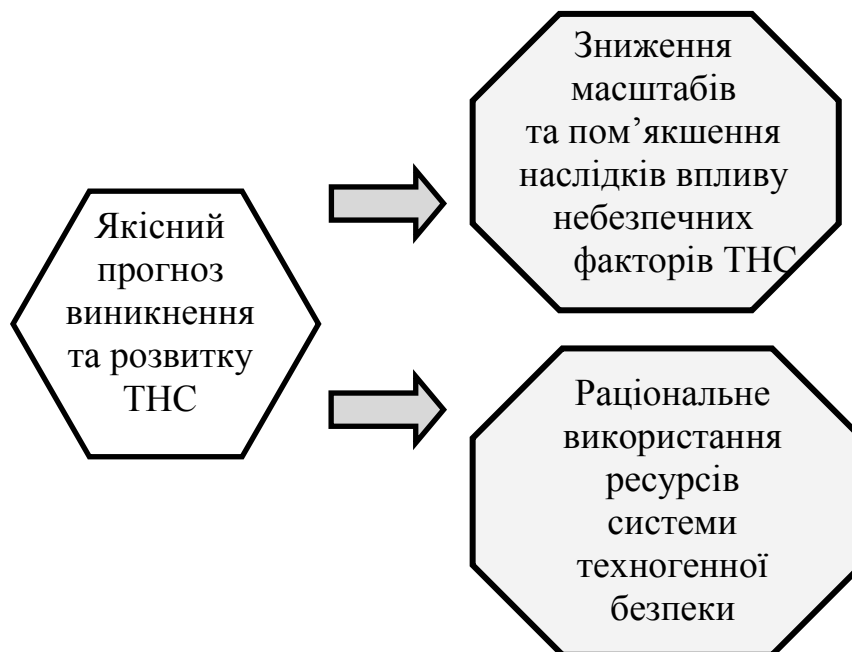 Якісний
прогноз
виникнення
та розвитку
ТНС
Зниження
масштабів
та пом’якшення
наслідків впливу
небезпечних
факторів ТНС
Раціональне
використання
ресурсів
системи
техногенної
безпеки